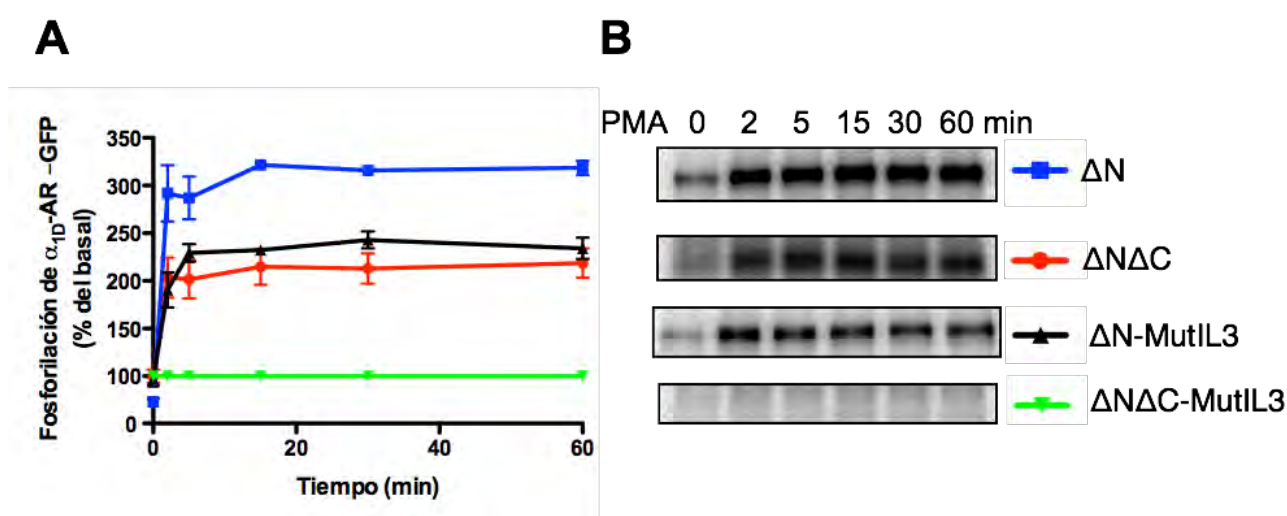 A
Fosforilación de α1D-AR –GFP
(% del basal)
350
300
250
200
150
100
0
0 20 40 60
Tiempo (min)
B
PMA 0 2 5 15 30 60 min
ΔN
ΔNΔC
ΔN-MutIL3
ΔNΔC-MutIL3